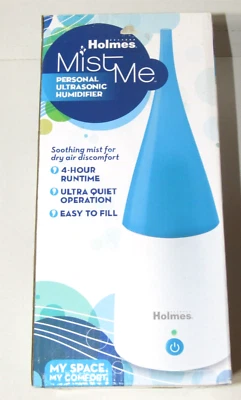 Holmes
Mist
Me
PERSONAL
ULTRASONIC
HUMIDIFIER
Soothing mist for
dry air discomfort
4-HOUR
RUNTIME
ULTRA QUIET
OPERATION
EASY TO FILL
Holmes
MY SPACE.
MY COMFORT.